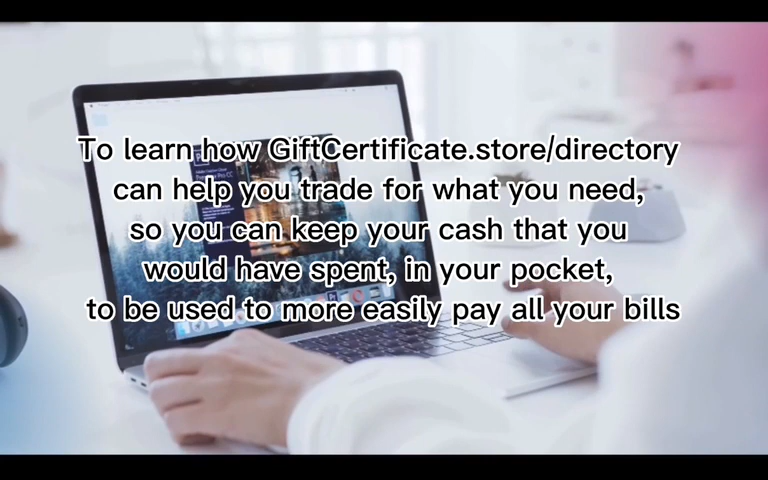 To learn how GiftCertificate.store/directory
can help you trade for what you need,
so you can keep your cash that you
would have spent, in your pocket,
to be used to more easily pay all your bills